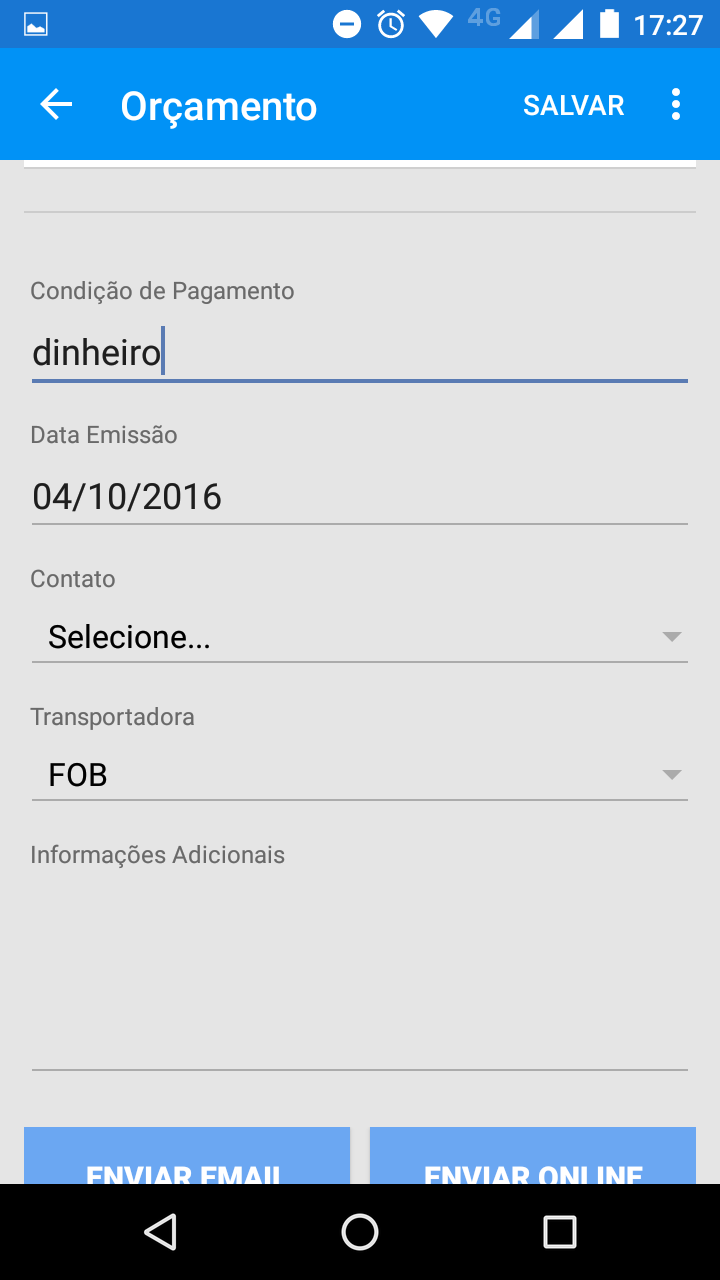 4G 17:27
Orçamento SALVAR
Condição de Pagamento
dinheiro
Data Emissão
04/10/2016
Contato
Selecione...
Transportadora
FOB
Informações Adicionais
ENVIAR EMAIL ENVIAR ONLINE